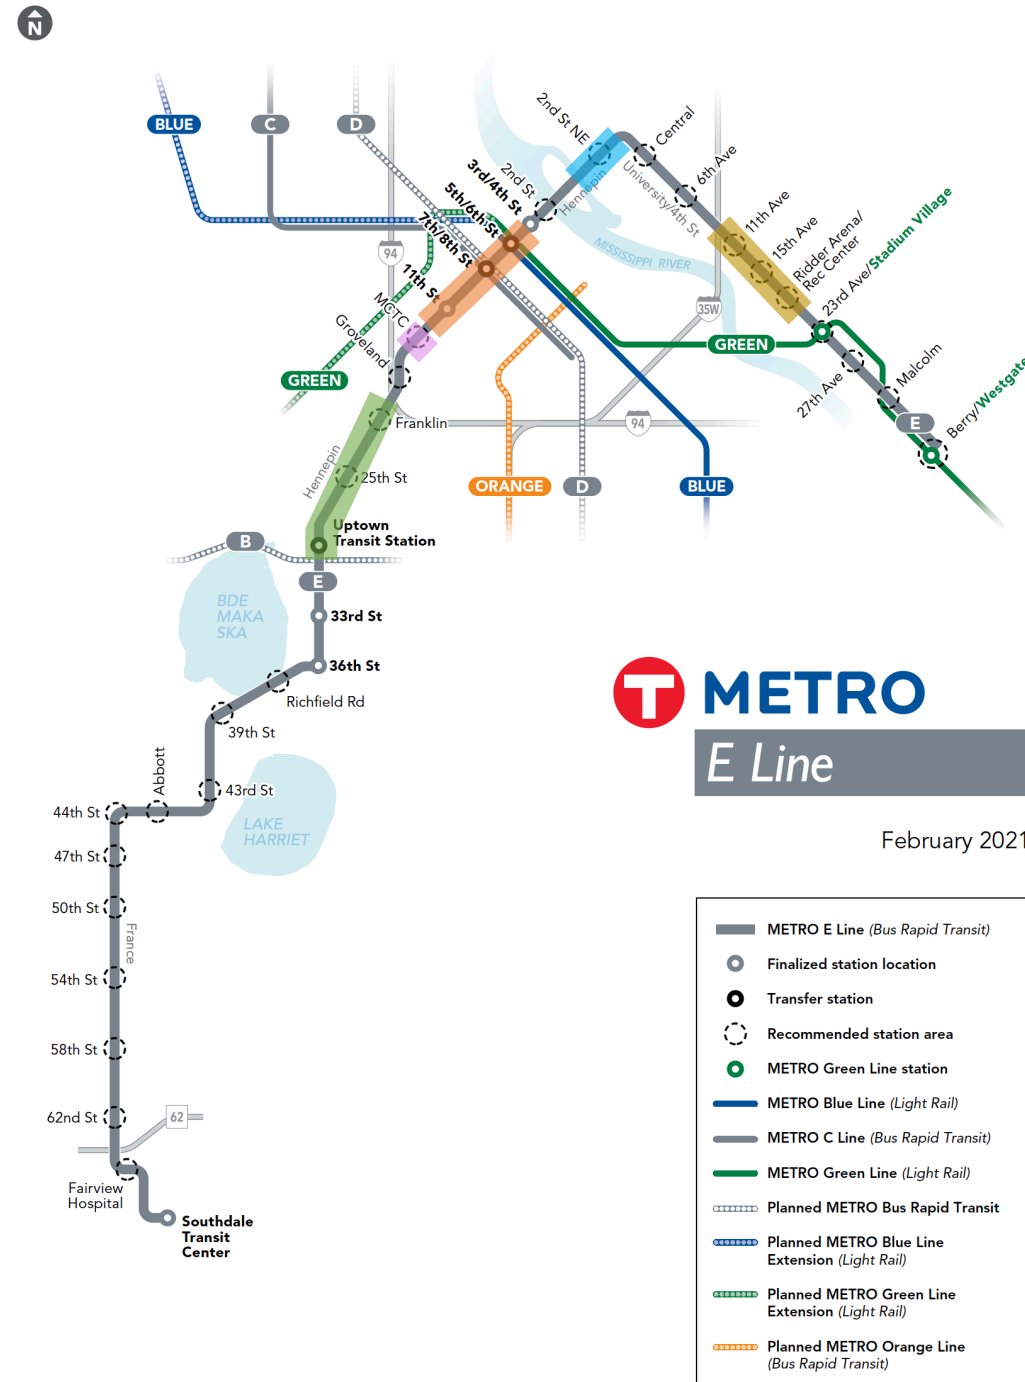 N
BLUE
C
D
2nd St NE
Central
6th Ave
2nd St
Hennepin
University/4th St
3rd/4th St
5th/6th St
7th/8th St
11th St
MCTC
Groveland
94
MISSISSIPPI RIVER
11th Ave
15th Ave
Ridder Arena/
Rec Center
23rd Ave/Stadium Village
35W
GREEN
GREEN
27th Ave
Malcolm
E
Berry/Westgate
Franklin
94
Hennepin
25th St
ORANGE
D
BLUE
Uptown
Transit Station
B
E
BDE
MAKA
SKA
33rd St
36th St
Richfield Rd
39th St
Abbott
43rd St
44th St
LAKE
HARRIET
47th St
50th St
France
54th St
58th St
62nd St
62
Fairview
Hospital
Southdale
Transit
Center
T METRO
E Line
February 2021
METRO E Line (Bus Rapid Transit)
Finalized station location
Transfer station
Recommended station area
METRO Green Line station
METRO Blue Line (Light Rail)
METRO C Line (Bus Rapid Transit)
METRO Green Line (Light Rail)
Planned METRO Bus Rapid Transit
Planned METRO Blue Line
Extension (Light Rail)
Planned METRO Green Line
Extension (Light Rail)
Planned METRO Orange Line
(Bus Rapid Transit)